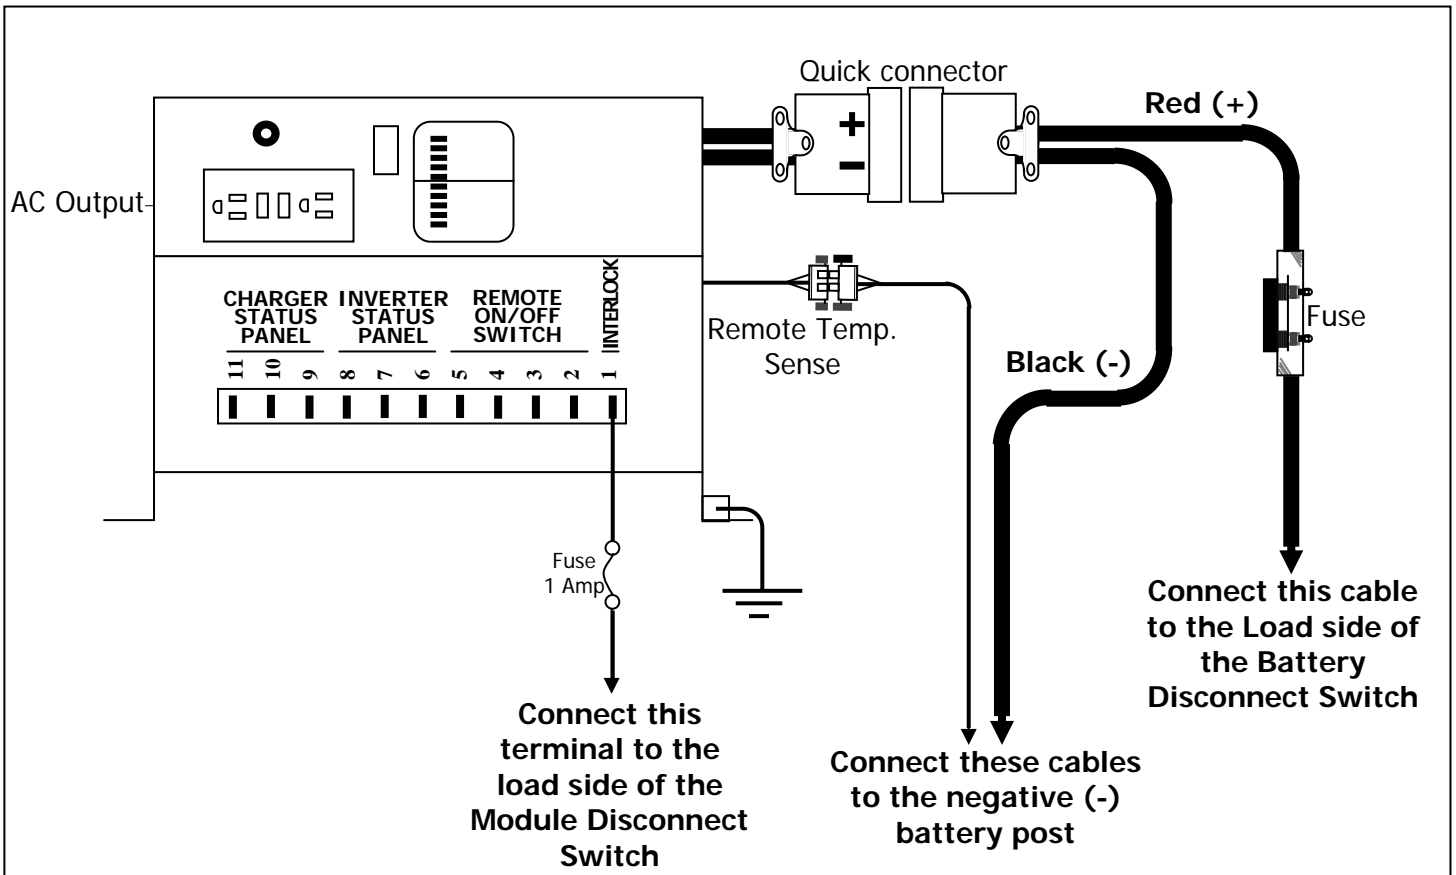 Quick connector
Red (+)
+
-
AC Output
CHARGER
STATUS
PANEL
INVERTER
STATUS
PANEL
REMOTE
ON/OFF
SWITCH
INTERLOCK
11 10 9 8 7 6 5 4 3 2 1
Remote Temp.
Sense
Black (-)
Fuse
Fuse
1 Amp
Connect this
terminal to the
load side of the
Module Disconnect
Switch
Connect these cables
to the negative (-)
battery post
Connect this cable
to the Load side of
the Battery
Disconnect Switch